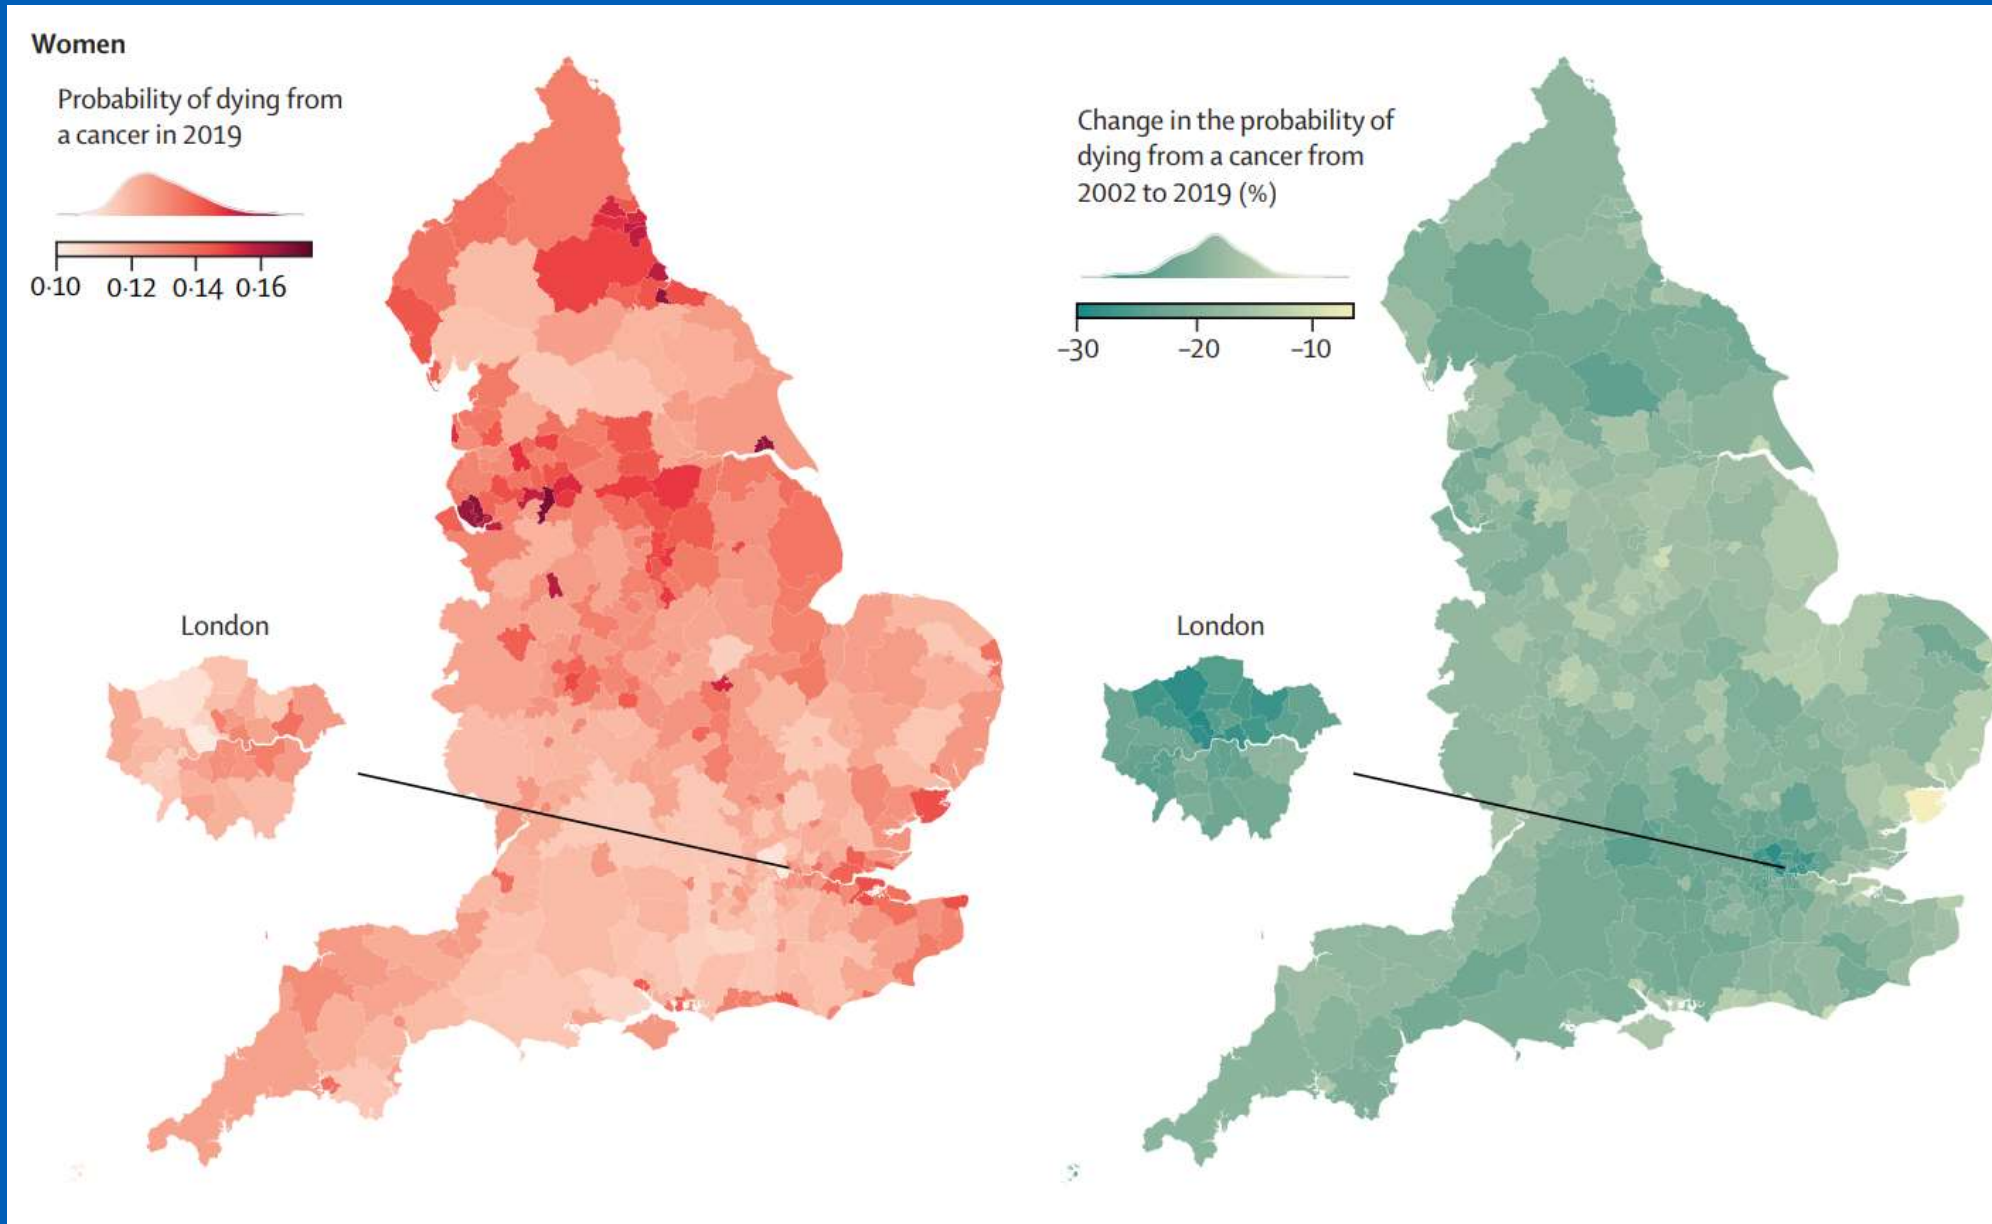 Women
Probability of dying from
a cancer in 2019
0·10 0·12 0·14 0·16
London
Change in the probability of
dying from a cancer from
2002 to 2019 (%)
–30 –20 –10
London